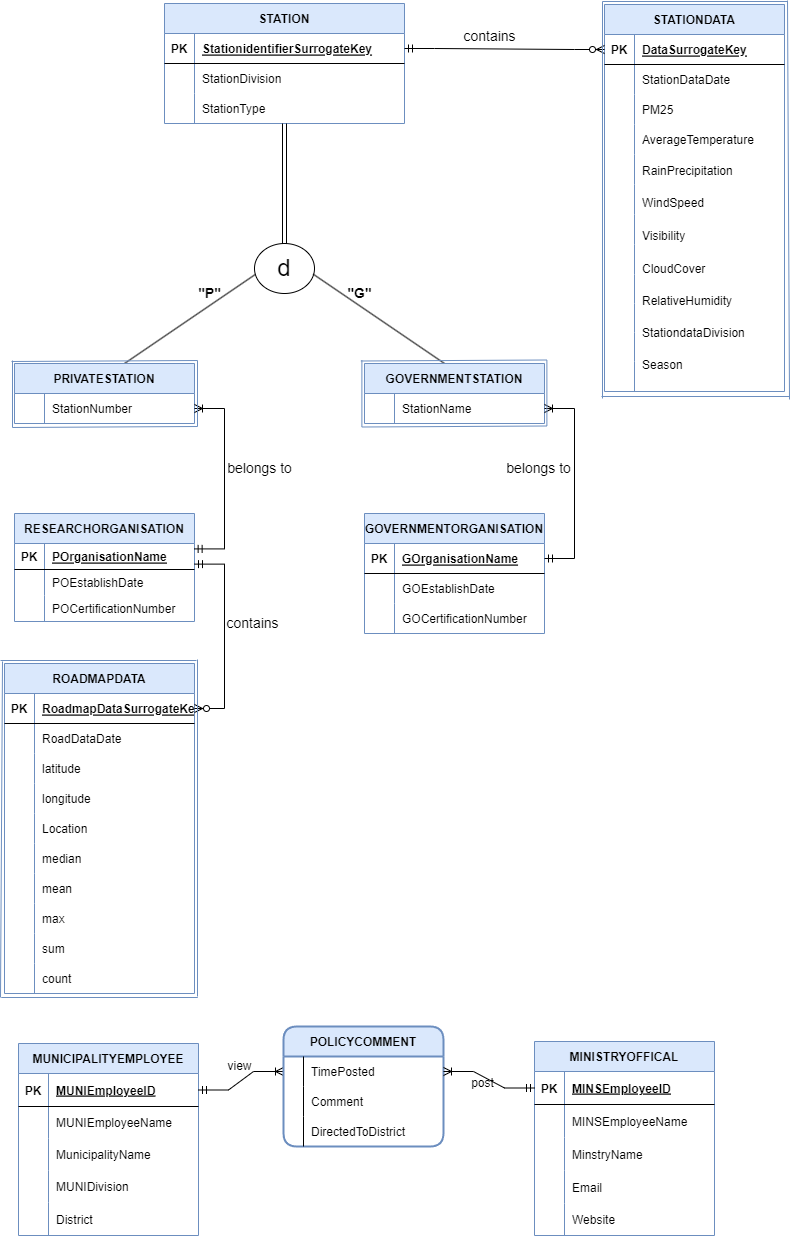 STATION
PK StationidentifierSurrogateKey
StationDivision
StationType
contains
STATIONDATA
PK DataSurrogateKey
StationDataDate
PM25
AverageTemperature
RainPrecipitation
WindSpeed
Visibility
CloudCover
RelativeHumidity
StationdataDivision
Season
d
"P" "G"
PRIVATESTATION
StationNumber
GOVERNMENTSTATION
StationName
belongs to
belongs to
RESEARCHORGANISATION
PK POrganisationName
POEstablishDate
POCertificationNumber
GOVERNMENTORGANISATION
PK GOrganisationName
GOEstablishDate
GOCertificationNumber
contains
ROADMAPDATA
PK RoadmapDataSurrogateKe
RoadDataDate
latitude
longitude
Location
median
mean
max
sum
count
MUNICIPALITYEMPLOYEE
PK MUNIEmployeeID
MUNIEmployeeName
MunicipalityName
MUNIDivision
District
view
POLICYCOMMENT
TimePosted
Comment
DirectedToDistrict
post
MINISTRYOFFICAL
PK MINSEmployeeID
MINSEmployeeName
MinstryName
Email
Website